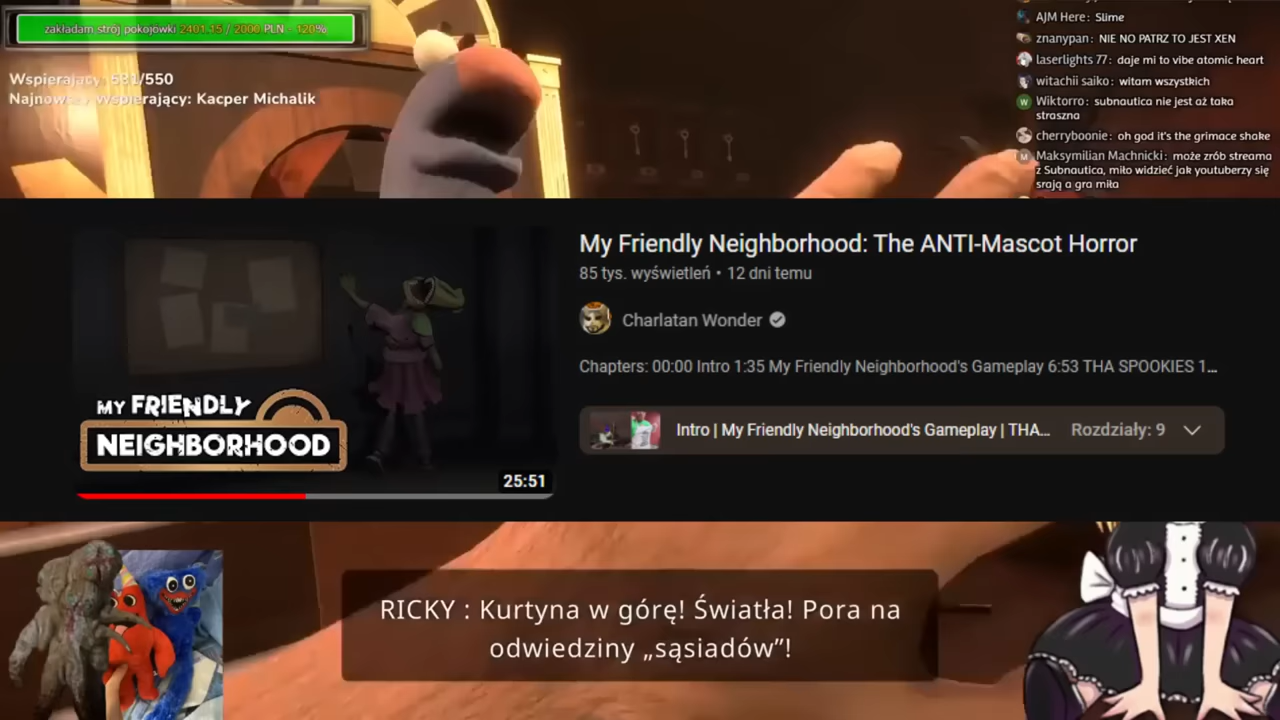 zakładam strój pokojówki 2401.15 / 2000 PLN - 120%
Wspierający: 581/550
Najnowszy wspierający: Kacper Michalik
AJM Here: Slime
znanypan: NIE NO PATRZ TO JEST XEN
laserlights 77: daje mi to vibe atomic heart
witachii saiko: witam wszystkich
W
Wiktorro: subnautica nie jest aż taka
straszna
cherryboonie: oh god it's the grimace shake
M
Maksymilian Machnicki: może zrób streama
z Subnautica, miło widzieć jak youtuberzy się
srają a gra miła
MY FRIENDLY
NEIGHBORHOOD
25:51
My Friendly Neighborhood: The ANTI-Mascot Horror
85 tys. wyświetleń • 12 dni temu
Charlatan Wonder
Chapters: 00:00 Intro 1:35 My Friendly Neighborhood's Gameplay 6:53 THA SPOOKIES 1...
Intro | My Friendly Neighborhood's Gameplay | THA... Rozdziały: 9
RICKY : Kurtyna w górę! Światła! Pora na
odwiedziny „sąsiadów”!